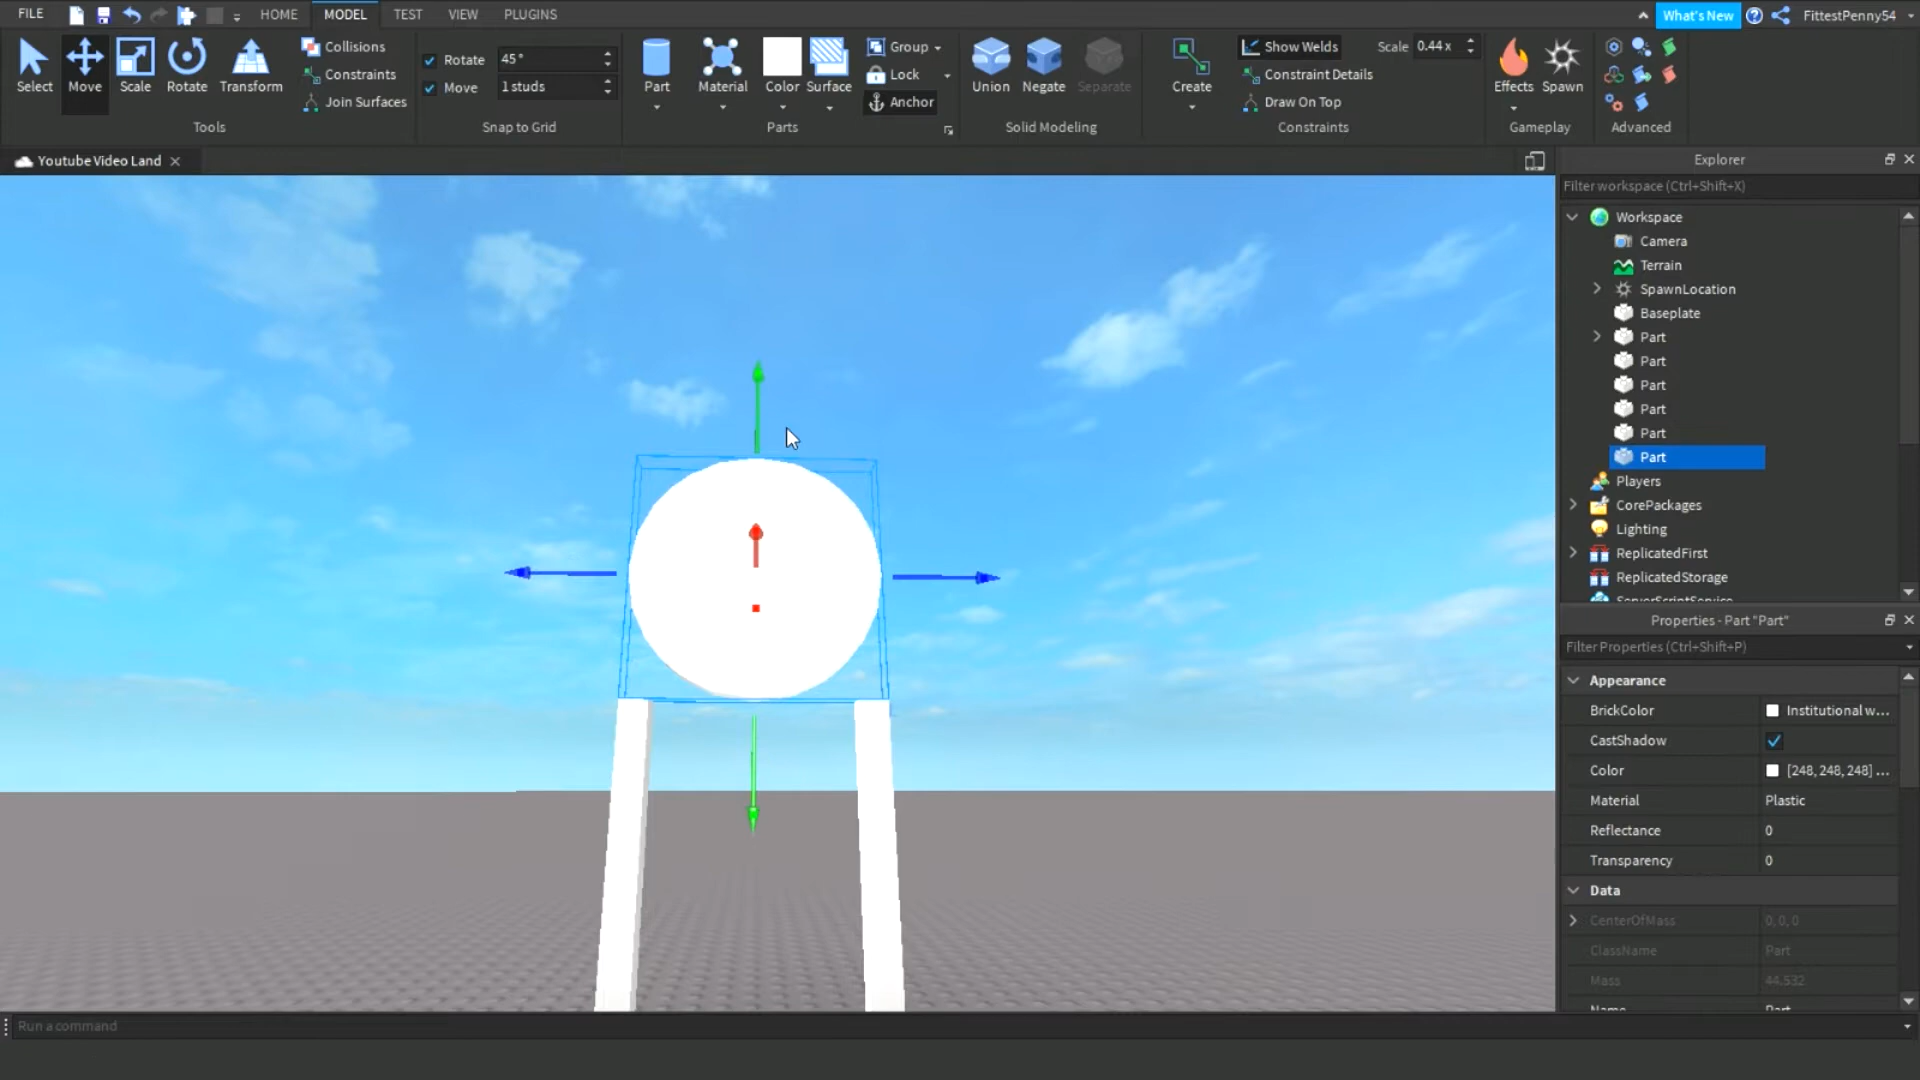 FILE HOME MODEL TEST VIEW PLUGINS What's New FittestPenny54
Select Move Scale Rotate Transform
Collisions
Constraints
Join Surfaces
Tools
Rotate 45°
Move 1 studs
Snap to Grid
Part Material Color Surface
Group
Lock
Anchor
Parts
Union Negate Separate
Solid Modeling
Create
Show Welds Scale 0.44 x
Constraint Details
Draw On Top
Constraints
Effects Spawn
Gameplay
Advanced
Youtube Video Land
Explorer
Filter workspace (Ctrl+Shift+X)
Workspace
Camera
Terrain
SpawnLocation
Baseplate
Part
Part
Part
Part
Part
Part
Players
CorePackages
Lighting
ReplicatedFirst
ReplicatedStorage
ServerScriptService
Properties - Part "Part"
Filter Properties (Ctrl+Shift+P)
Appearance
BrickColor Institutional w...
CastShadow
Color [248, 248, 248] ...
Material Plastic
Reflectance 0
Transparency 0
Data
CenterOfMass 0, 0, 0
ClassName Part
Mass 44.532
Name Part
Run a command